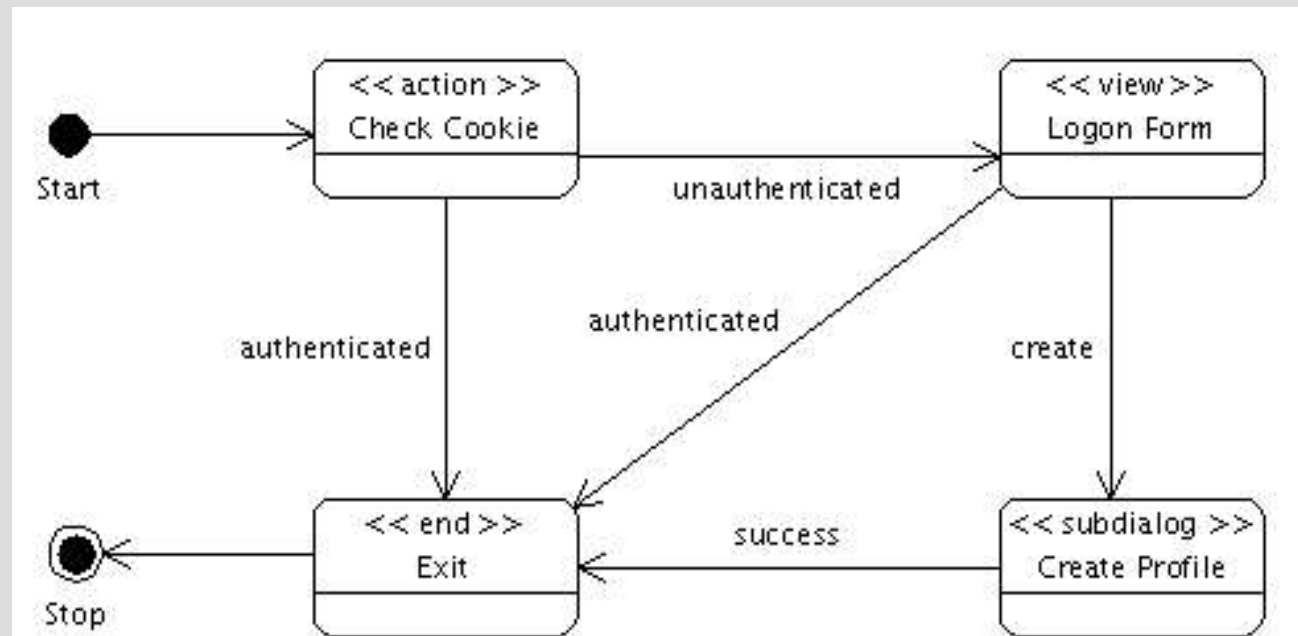 << action >>
Check Cookie
<< view >>
Logon Form
Start
unauthenticated
authenticated
authenticated
create
<< end >>
Exit
success
<< subdialog >>
Create Profile
Stop